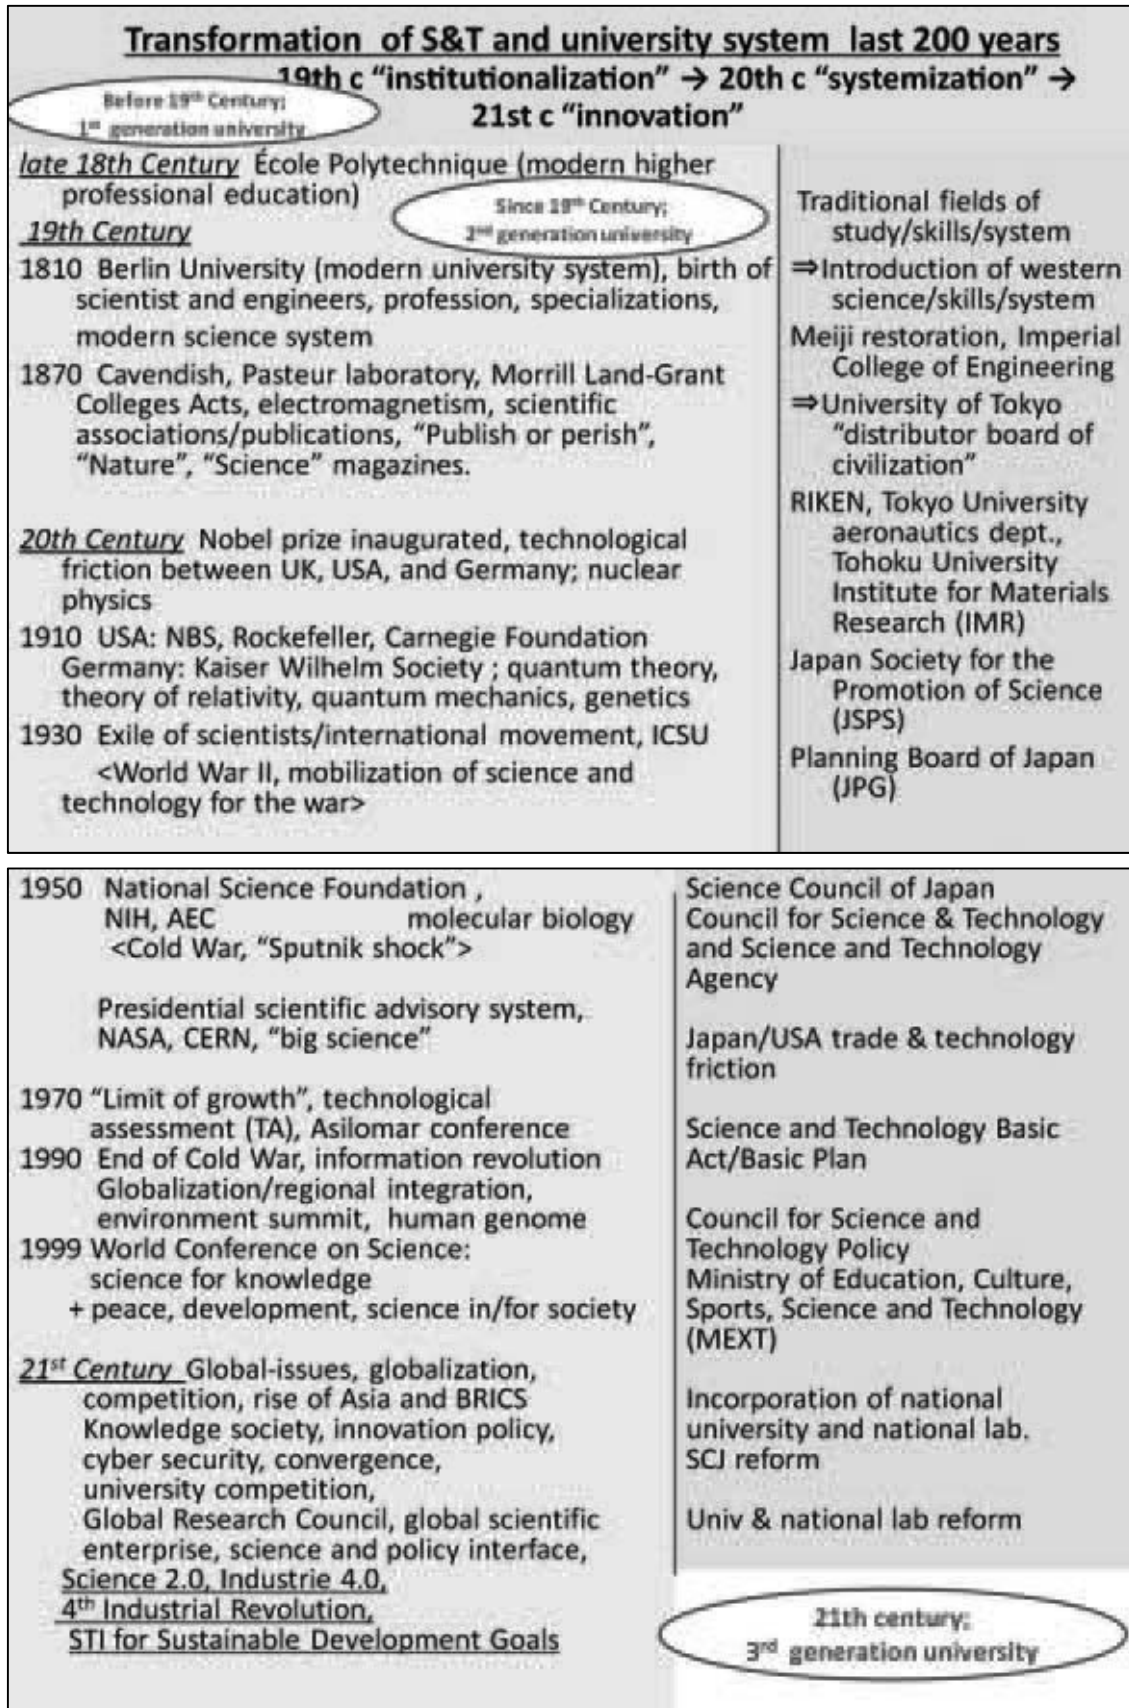 Transformation of S&T and university system last 200 years
19th c “institutionalization” → 20th c “systemization” →
21st c “innovation”
Before 19th Century;
1st generation university
late 18th Century École Polytechnique (modern higher
professional education)
Since 19th Century;
2nd generation university
19th Century
1810 Berlin University (modern university system), birth of
scientist and engineers, profession, specializations,
modern science system
1870 Cavendish, Pasteur laboratory, Morrill Land-Grant
Colleges Acts, electromagnetism, scientific
associations/publications, “Publish or perish”,
“Nature”, “Science” magazines.
20th Century Nobel prize inaugurated, technological
friction between UK, USA, and Germany; nuclear
physics
1910 USA: NBS, Rockefeller, Carnegie Foundation
Germany: Kaiser Wilhelm Society ; quantum theory,
theory of relativity, quantum mechanics, genetics
1930 Exile of scientists/international movement, ICSU
<World War II, mobilization of science and
technology for the war>
Traditional fields of
study/skills/system
⇒Introduction of western
science/skills/system
Meiji restoration, Imperial
College of Engineering
⇒University of Tokyo
“distributor board of
civilization”
RIKEN, Tokyo University
aeronautics dept.,
Tohoku University
Institute for Materials
Research (IMR)
Japan Society for the
Promotion of Science
(JSPS)
Planning Board of Japan
(JPG)
1950 National Science Foundation ,
NIH, AEC molecular biology
<Cold War, “Sputnik shock”>
Presidential scientific advisory system,
NASA, CERN, “big science”
1970 “Limit of growth”, technological
assessment (TA), Asilomar conference
1990 End of Cold War, information revolution
Globalization/regional integration,
environment summit, human genome
1999 World Conference on Science:
science for knowledge
+ peace, development, science in/for society
21st Century Global-issues, globalization,
competition, rise of Asia and BRICS
Knowledge society, innovation policy,
cyber security, convergence,
university competition,
Global Research Council, global scientific
enterprise, science and policy interface,
Science 2.0, Industrie 4.0,
4th Industrial Revolution,
STI for Sustainable Development Goals
Science Council of Japan
Council for Science & Technology
and Science and Technology
Agency
Japan/USA trade & technology
friction
Science and Technology Basic
Act/Basic Plan
Council for Science and
Technology Policy
Ministry of Education, Culture,
Sports, Science and Technology
(MEXT)
Incorporation of national
university and national lab.
SCJ reform
Univ & national lab reform
21th century;
3rd generation university